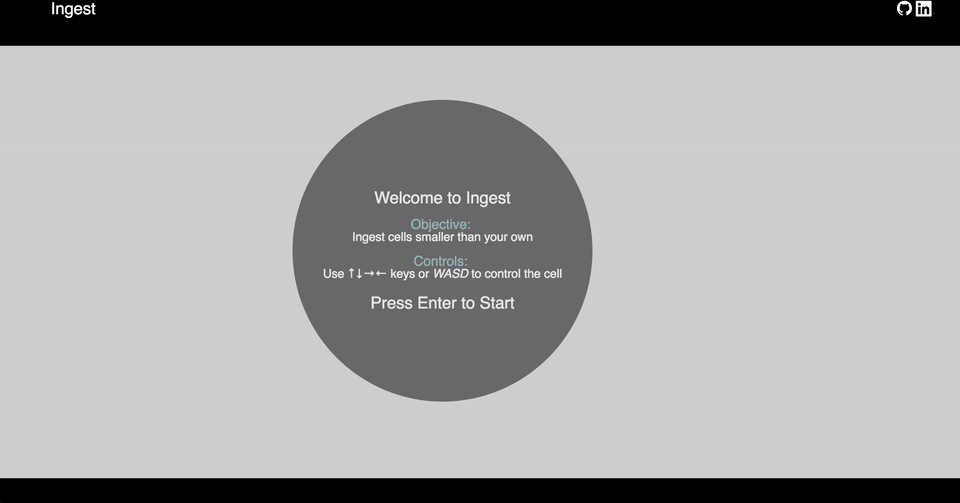 Ingest
in
Welcome to Ingest
Objective:
Ingest cells smaller than your own
Controls:
Use ↑↓→← keys or WASD to control the cell
Press Enter to Start